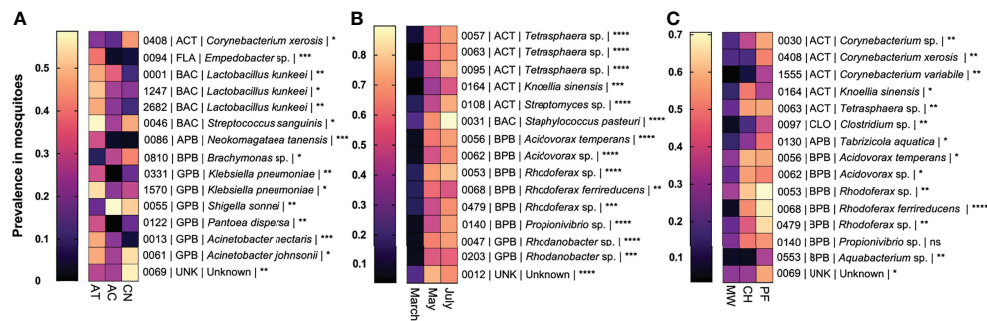 A
Prevalence in mosquitoes
0.5
0.4
0.3
0.2
0.1
0
0408 | ACT | Corynebacterium xerosis | *
0094 | FLA | Empedobacter sp. | ***
0001 | BAC | Lactobacillus kunkeei | **
1247 | BAC | Lactobacillus kunkeei | *
2682 | BAC | Lactobacillus kunkeei | **
0046 | BAC | Streptococcus sanguinis | *
0086 | APB | Neokomagataea tanensis | ***
0810 | BPB | Brachymonas sp. | *
0331 | GPB | Klebsiella pneumoniae | **
1570 | GPB | Klebsiella pneumoniae | *
0055 | GPB | Shigella sonnei | *
0122 | GPB | Pantoea dispersa | **
0013 | GPB | Acinetobacter nectaris | ***
0061 | GPB | Acinetobacter johnsonii | *
0069 | UNK | Unknown | **
AT
AC
CN
B
0.8
0.7
0.6
0.5
0.4
0.3
0.2
0.1
0057 | ACT | Tetrasphaera sp. | ****
0063 | ACT | Tetrasphaera sp. | ****
0095 | ACT | Tetrasphaera sp. | ****
0164 | ACT | Knoellia sinensis | ***
0108 | ACT | Streptomyces sp. | ****
0031 | BAC | Staphylococcus pasteuri | ****
0056 | BPB | Acidovorax temperans | ****
0062 | BPB | Acidovorax sp. | ****
0053 | BPB | Rhodoferax sp. | ****
0068 | BPB | Rhodoferax ferrireducens | **
0479 | BPB | Rhodoferax sp. | ***
0140 | BPB | Propionivibrio sp. | ****
0047 | GPB | Rhodanobacter sp. | ****
0203 | GPB | Rhodanobacter sp. | ***
0012 | UNK | Unknown | ****
March
May
July
C
0.7
0.6
0.5
0.4
0.3
0.2
0.1
0030 | ACT | Corynebacterium sp. | **
0408 | ACT | Corynebacterium xerosis | **
1555 | ACT | Corynebacterium variabile | **
0164 | ACT | Knoellia sinensis | *
0063 | ACT | Tetrasphaera sp. | **
0097 | CLO | Clostridium sp. | **
0130 | APB | Tabrizicola aquatica | *
0056 | BPB | Acidovorax temperans | *
0062 | BPB | Acidovorax sp. | *
0053 | BPB | Rhodoferax sp. | **
0068 | BPB | Rhodoferax ferrireducens | ****
0479 | BPB | Rhodoferax sp. | **
0140 | BPB | Propionivibrio sp. | ns
0553 | BPB | Aquabacterium sp. | **
0069 | UNK | Unknown | *
MW
CH
PF